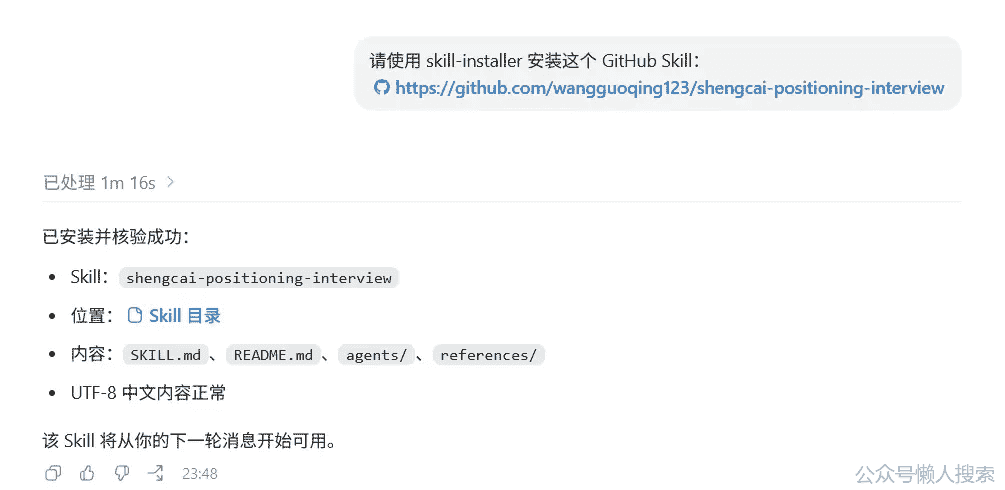 请使用 skill-installer 安装这个 GitHub Skill：
https://github.com/wangguoqing123/shengcai-positioning-interview
已处理 1m 16s >
已安装并核验成功：
• Skill： shengcai-positioning-interview
• 位置： Skill 目录
• 内容： SKILL.md、README.md、agents/、references/
• UTF-8 中文内容正常
该 Skill 将从你的下一轮消息开始可用。
23:48
公众号懒人搜索